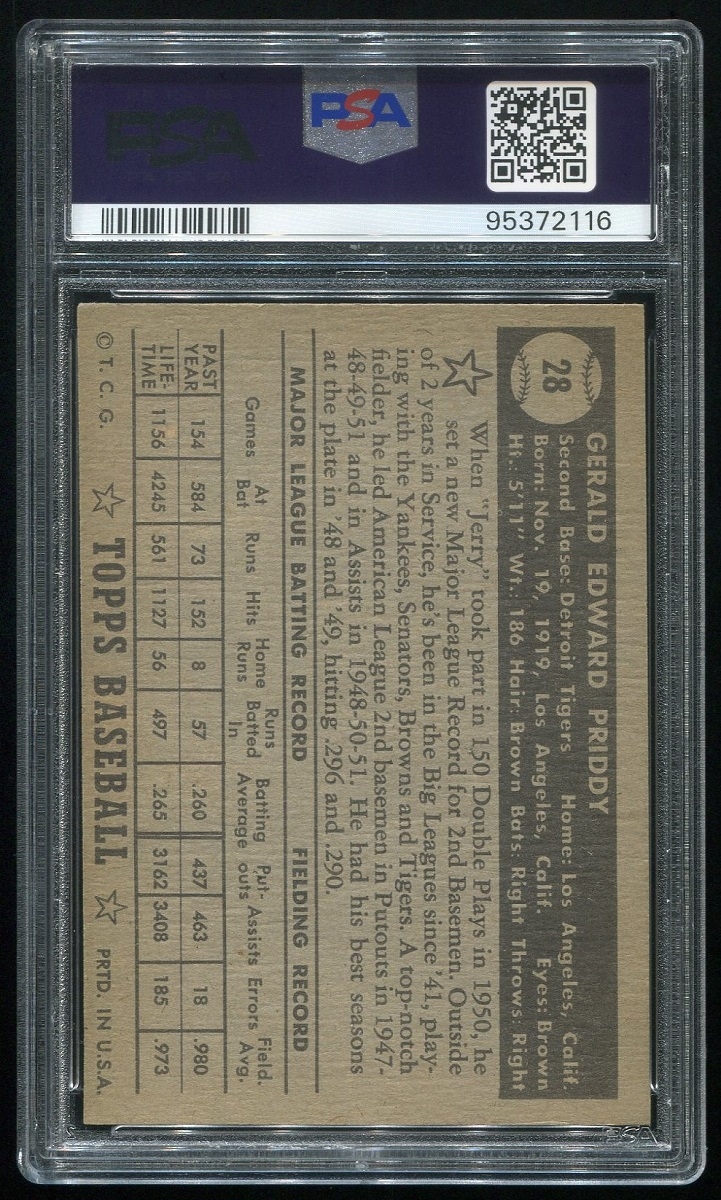 PSA
PSA
95372116
28
GERALD EDWARD PRIDDY
Second Base: Detroit Tigers Home: Los Angeles, Calif.
Born: Nov. 19, 1919, Los Angeles, Calif. Eyes: Brown
Ht.: 5'11" Wt.: 186 Hair: Brown Bats: Right Throws: Right
When "Jerry" took part in 150 Double Plays in 1950, he
set a new Major League Record for 2nd Basemen. Outside
of 2 years in Service, he's been in the Big Leagues since '41, play-
ing with the Yankees, Senators, Browns and Tigers. A top-notch
fielder, he led American League 2nd basemen in Putouts in 1947-
48-49-51 and in Assists in 1948-50-51. He had his best seasons
at the plate in '48 and '49, hitting .296 and .290.
MAJOR LEAGUE BATTING RECORD FIELDING RECORD
Games At Bat Runs Hits Home Runs Runs Batted In Batting Average Put-outs Assists Errors Field. Avg.
PAST YEAR 154 584 73 152 8 57 .260 437 463 18 .980
LIFE-TIME 1156 4245 561 1127 56 497 .265 3162 3408 185 .973
© T. C. G. TOPPS BASEBALL PRTD. IN U.S.A.
PSA